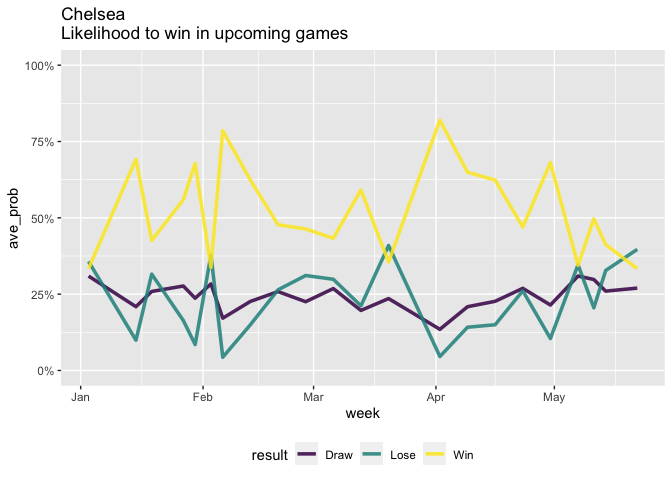 Chelsea
Likelihood to win in upcoming games
100%
75%
50%
25%
0%
ave_prob
Jan Feb Mar Apr May
week
result Draw Lose Win